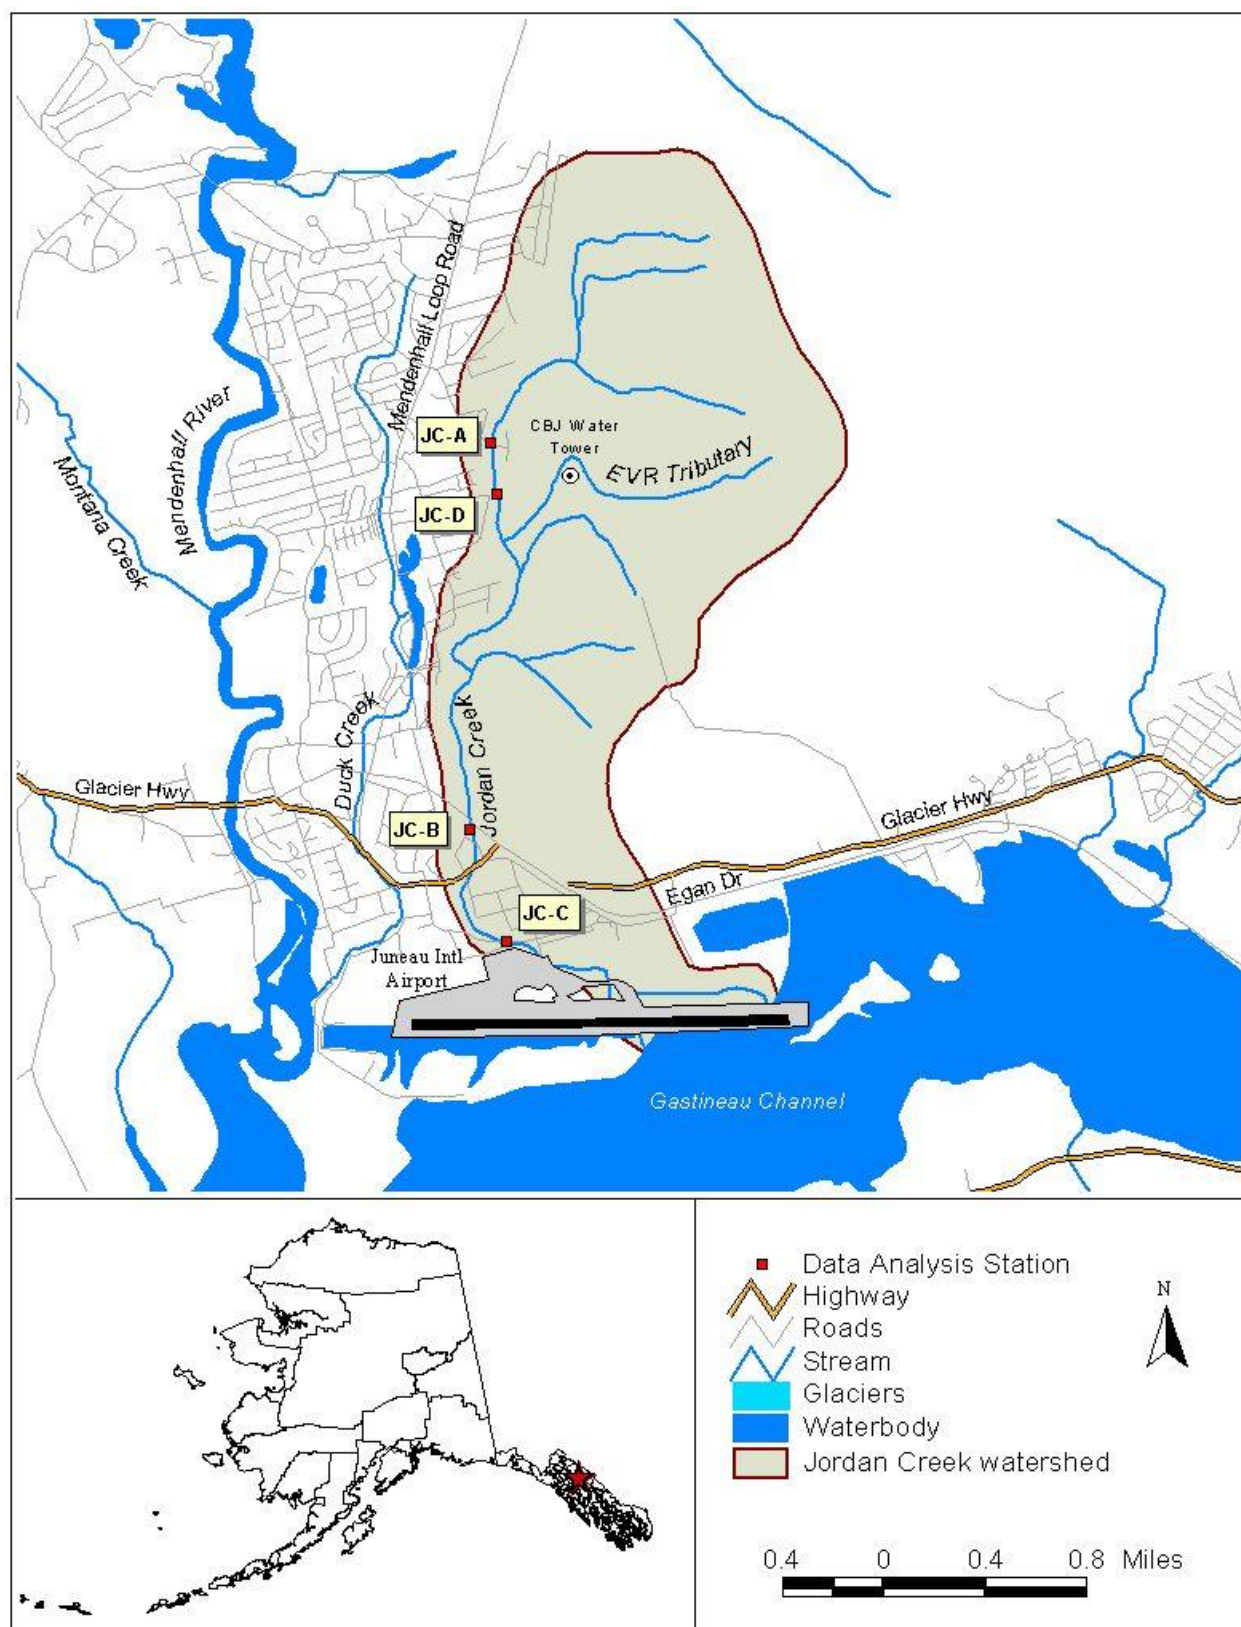 Mendenhall Loop Road
Mendenhall River
Montana Creek
JC-A
CBJ Water
Tower
EVR Tributary
JC-D
Duck Creek
Jordan Creek
Glacier Hwy
JC-B
Glacier Hwy
Egan Dr
JC-C
Juneau Intl
Airport
Gastineau Channel
Data Analysis Station
Highway
Roads
Stream
Glaciers
Waterbody
Jordan Creek watershed
N
0.4 0 0.4 0.8 Miles